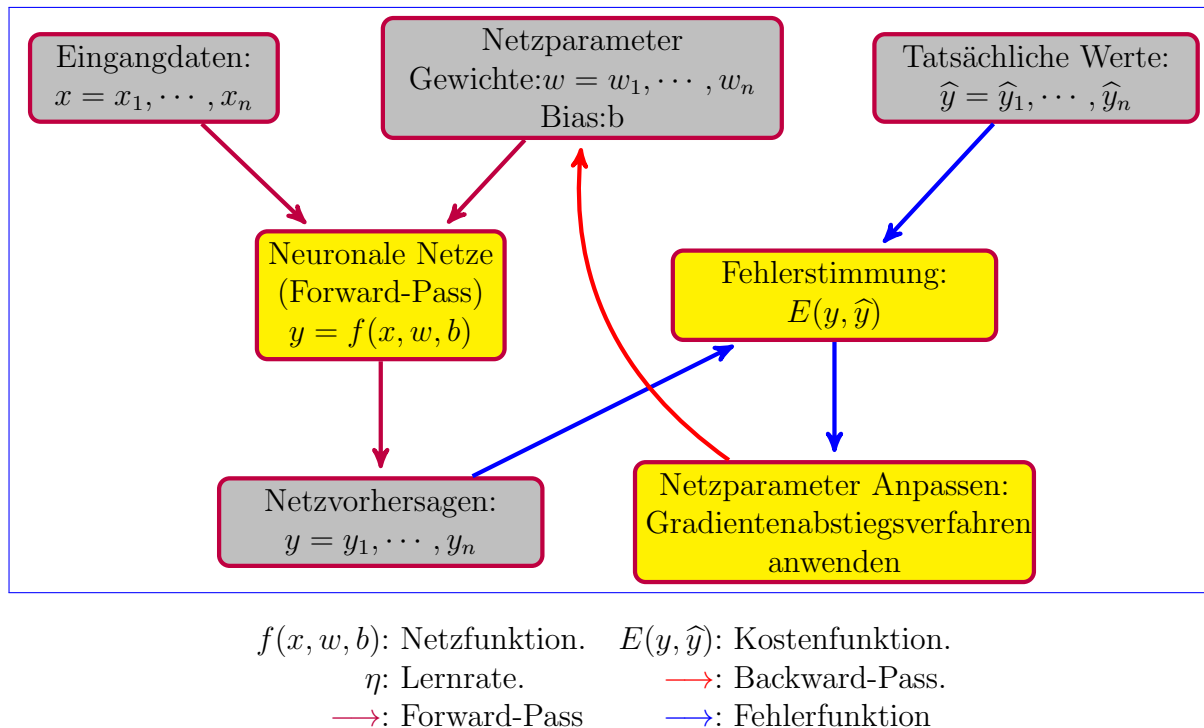 Eingangdaten:
x = x₁, ⋯ , xₙ
Netzparameter
Gewichte:w = w₁, ⋯ , wₙ
Bias:b
Tatsächliche Werte:
ŷ = ŷ₁, ⋯ , ŷₙ
Neuronale Netze
(Forward-Pass)
y = f(x, w, b)
Fehlerstimmung:
E(y, ŷ)
Netzvorhersagen:
y = y₁, ⋯ , yₙ
Netzparameter Anpassen:
Gradientenabstiegsverfahren
anwenden
f(x, w, b): Netzfunktion. E(y, ŷ): Kostenfunktion.
η: Lernrate. ⟶: Backward-Pass.
⟶: Forward-Pass ⟶: Fehlerfunktion